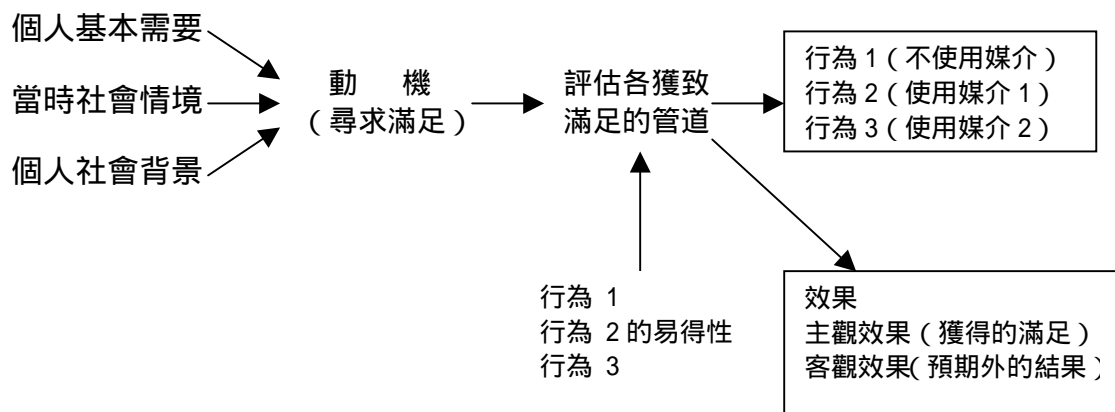 個人基本需要
當時社會情境
個人社會背景
動 機
（尋求滿足）
評估各獲致
滿足的管道
行為 1（不使用媒介）
行為 2（使用媒介 1）
行為 3（使用媒介 2）
行為 1
行為 2 的易得性
行為 3
效果
主觀效果（獲得的滿足）
客觀效果（預期外的結果）